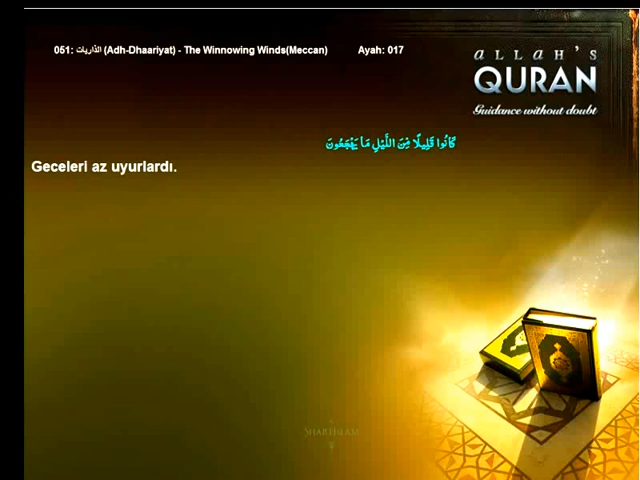 051: الذاريات (Adh-Dhaariyat) - The Winnowing Winds(Meccan) Ayah: 017
ALLAH'S
QURAN
Guidance without doubt
كَانُوا قَلِيلًا مِّنَ اللَّيْلِ مَا يَهْجَعُونَ
Geceleri az uyurlardı.